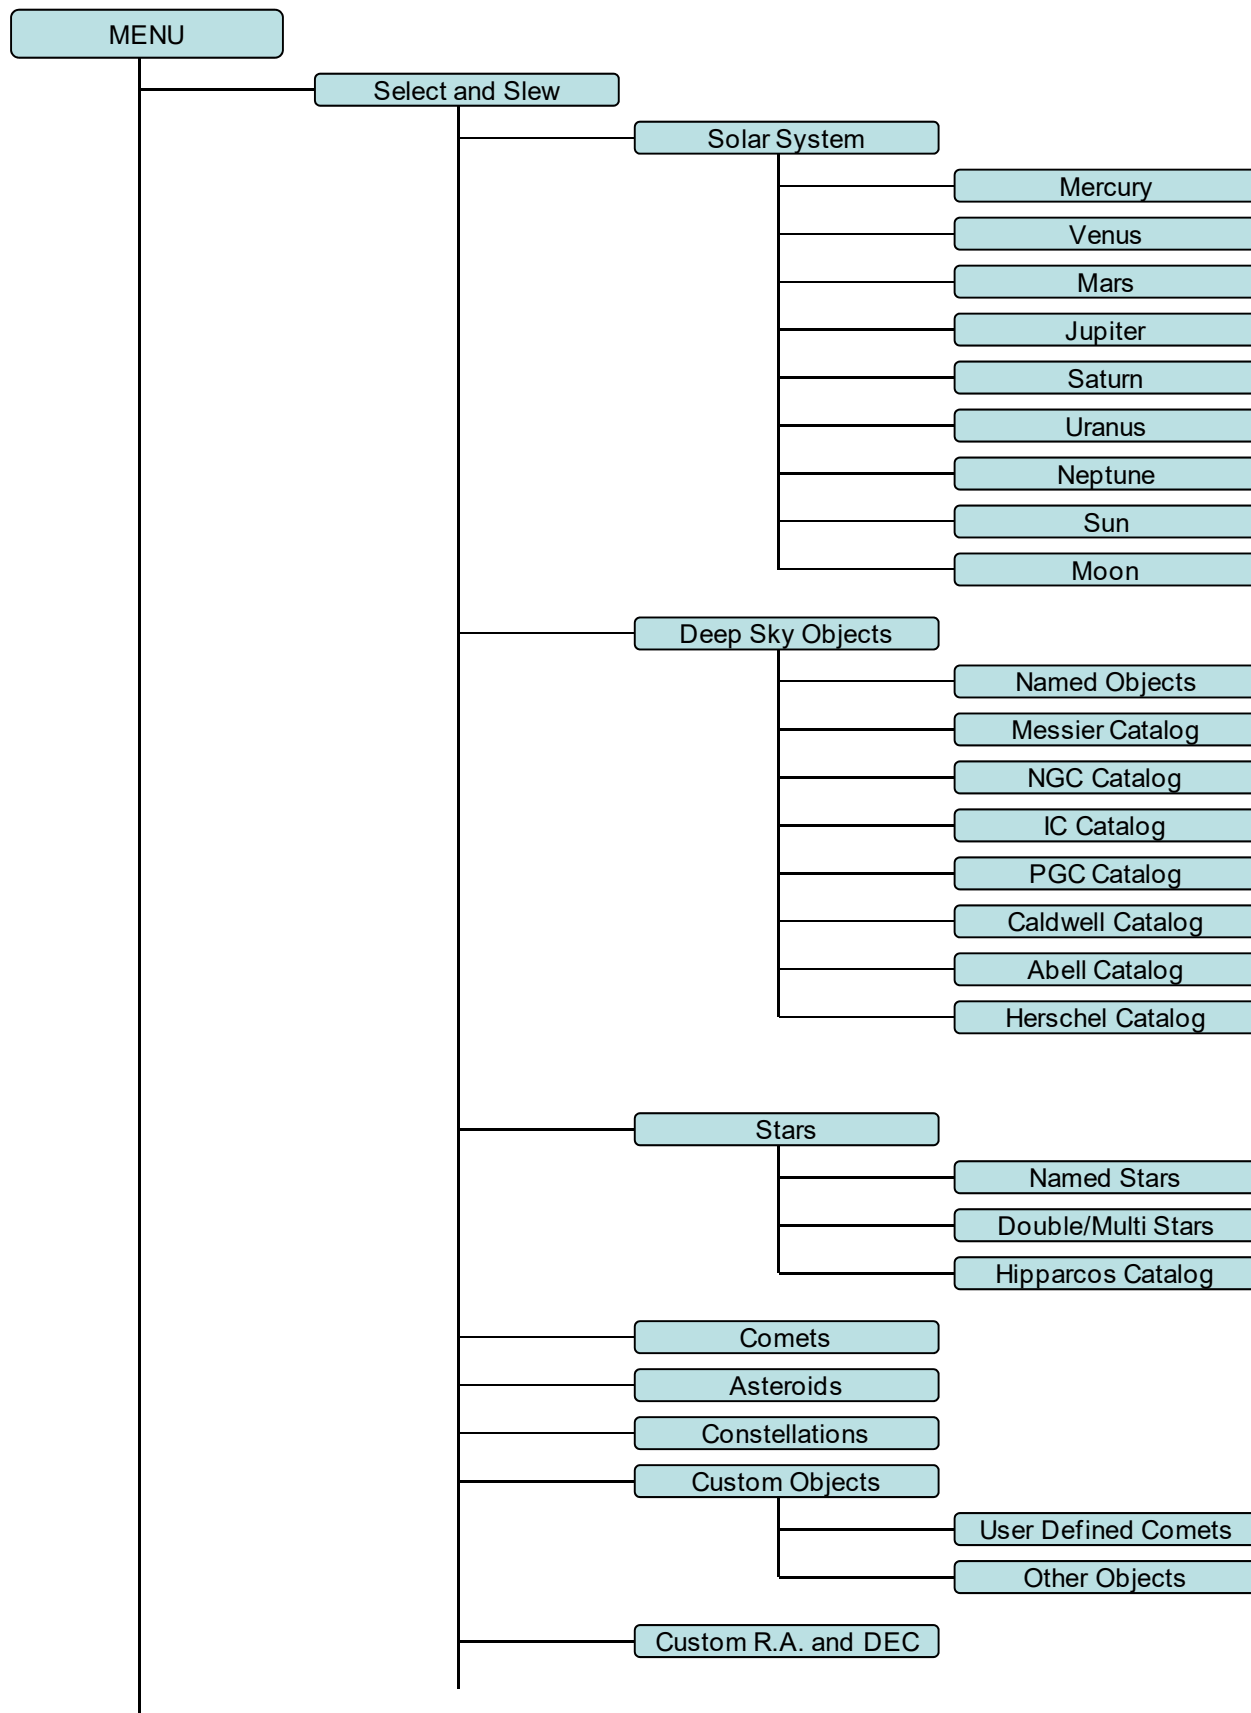 MENU
Select and Slew
Solar System
Mercury
Venus
Mars
Jupiter
Saturn
Uranus
Neptune
Sun
Moon
Deep Sky Objects
Named Objects
Messier Catalog
NGC Catalog
IC Catalog
PGC Catalog
Caldwell Catalog
Abell Catalog
Herschel Catalog
Stars
Named Stars
Double/Multi Stars
Hipparcos Catalog
Comets
Asteroids
Constellations
Custom Objects
User Defined Comets
Other Objects
Custom R.A. and DEC